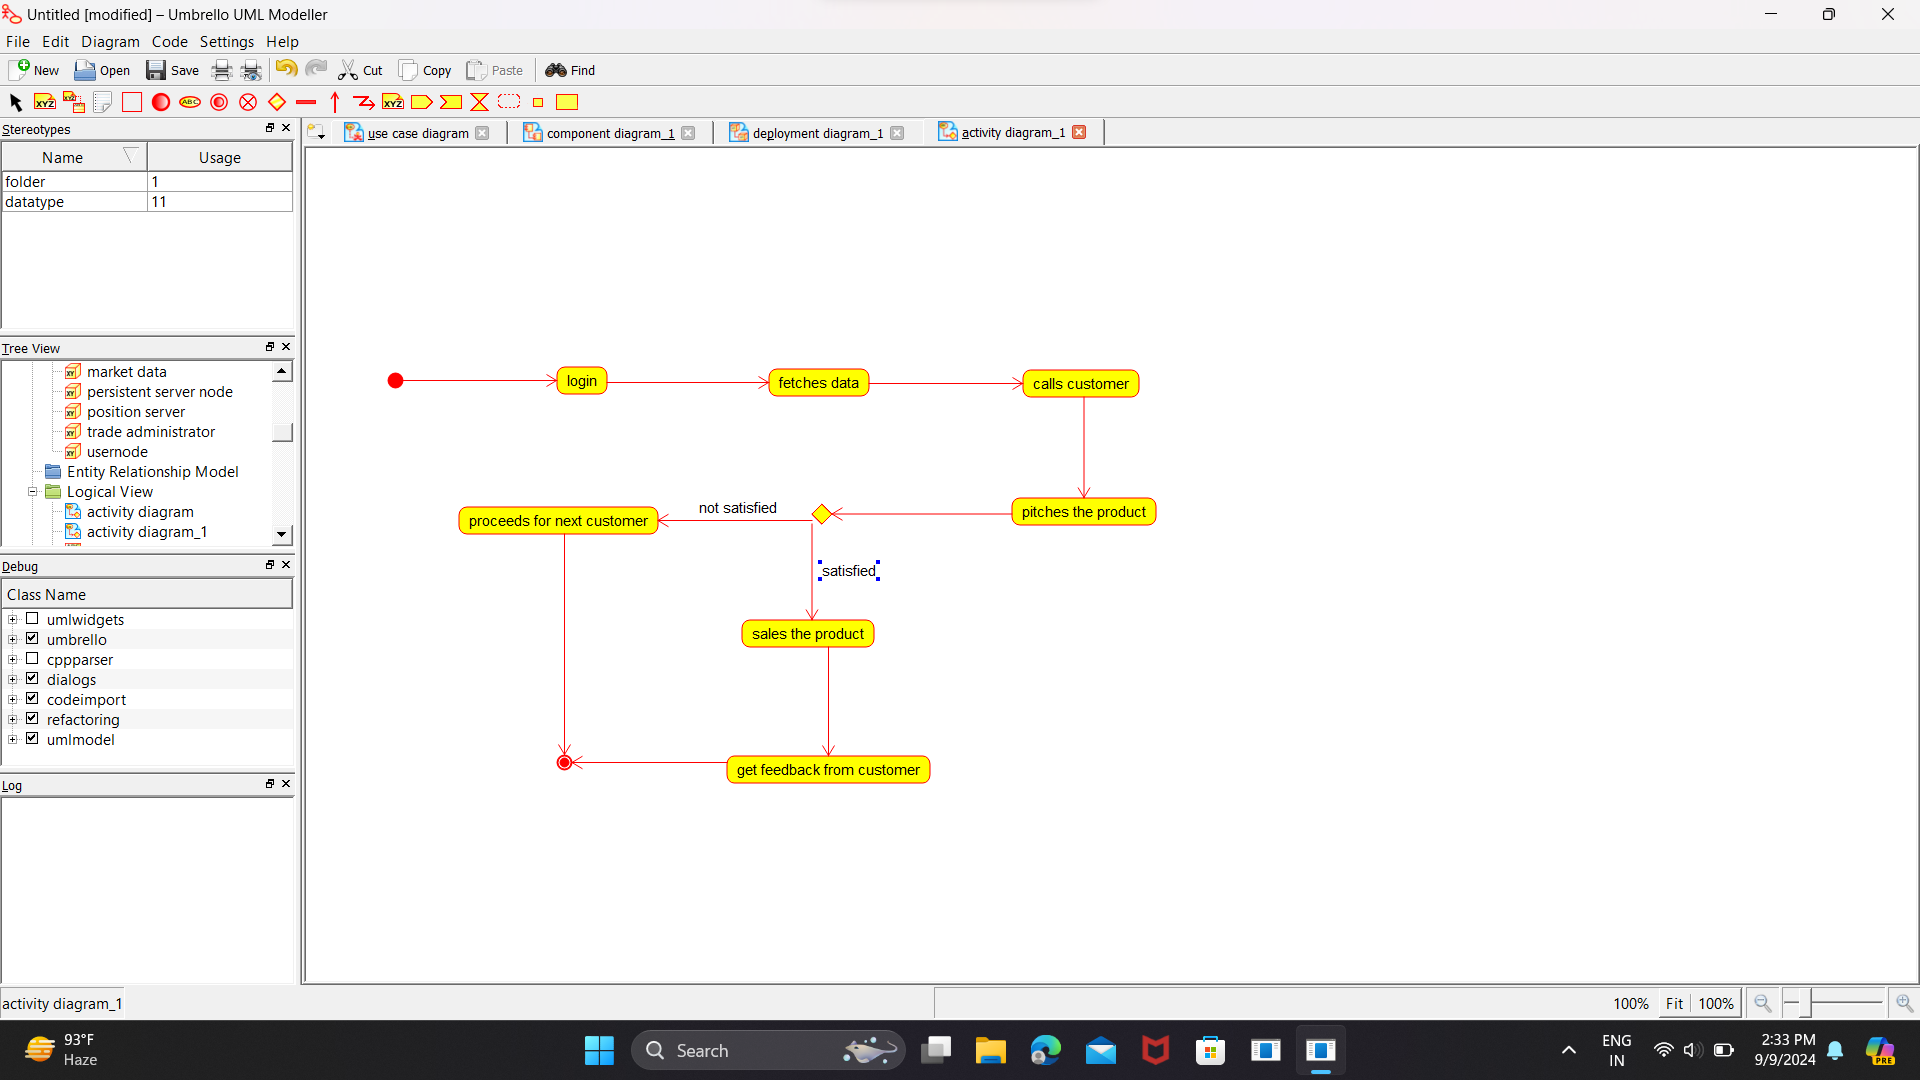 Untitled [modified] – Umbrello UML Modeller
File Edit Diagram Code Settings Help
New Open Save Cut Copy Paste Find
XYZ XYZ ABC XYZ
Stereotypes
Name Usage
folder 1
datatype 11
Tree View
market data
persistent server node
position server
trade administrator
usernode
Entity Relationship Model
Logical View
activity diagram
activity diagram_1
Debug
Class Name
umlwidgets
umbrello
cppparser
dialogs
codeimport
refactoring
umlmodel
Log
use case diagram component diagram_1 deployment diagram_1 activity diagram_1
login
fetches data
calls customer
pitches the product
not satisfied
proceeds for next customer
satisfied
sales the product
get feedback from customer
activity diagram_1
100% Fit 100%
93°F
Haze
Search
ENG
IN
2:33 PM
9/9/2024
PRE